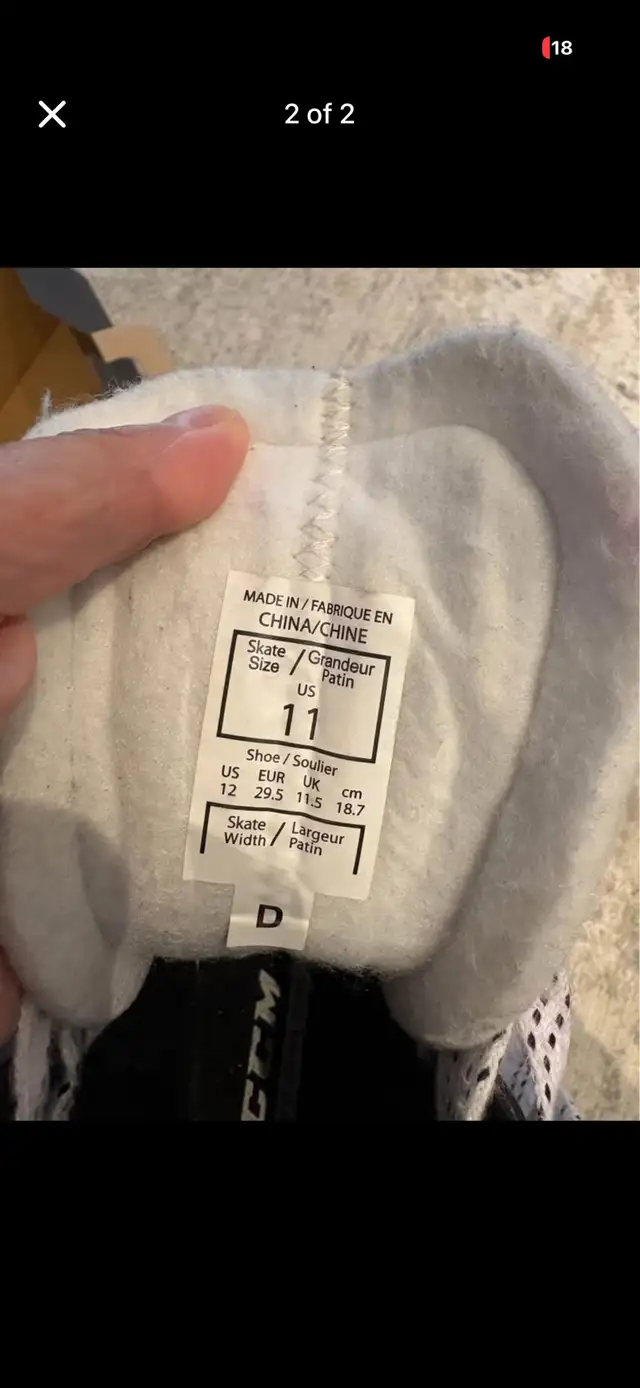 18
2 of 2
MADE IN / FABRIQUE EN
CHINA/CHINE
Skate Size / Grandeur Patin
US
11
Shoe / Soulier
US EUR UK cm
12 29.5 11.5 18.7
Skate Width / Largeur Patin
D
CCM